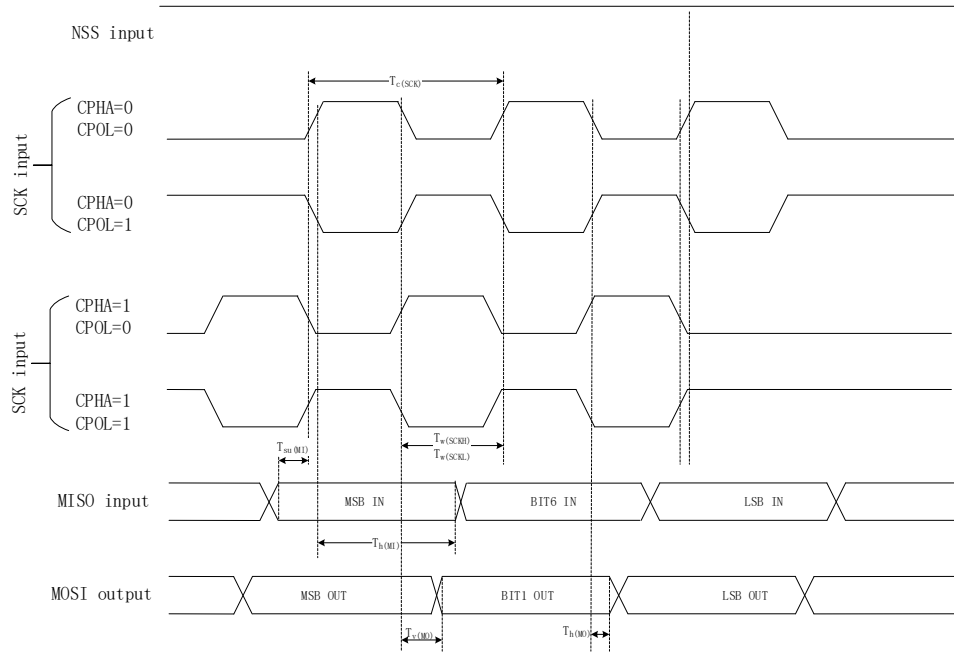 NSS input
Tc(SCK)
SCK input
CPHA=0
CPOL=0
CPHA=0
CPOL=1
SCK input
CPHA=1
CPOL=0
CPHA=1
CPOL=1
Tsu(MI)
Tw(SCKH)
Tw(SCKL)
MISO input
MSB IN
BIT6 IN
LSB IN
Th(MI)
MOSI output
MSB OUT
BIT1 OUT
LSB OUT
Tv(MO)
Th(MO)